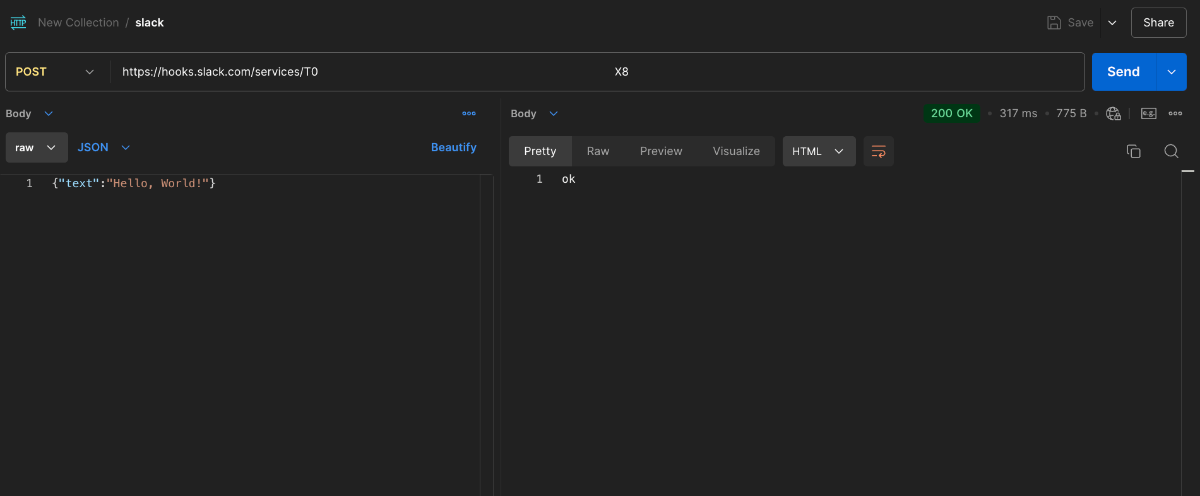 HTTP New Collection / slack Save Share
POST https://hooks.slack.com/services/T0 X8 Send
Body 200 OK • 317 ms • 775 B • e.g.
raw JSON Beautify
Pretty Raw Preview Visualize HTML
1 {"text":"Hello, World!"}
1 ok